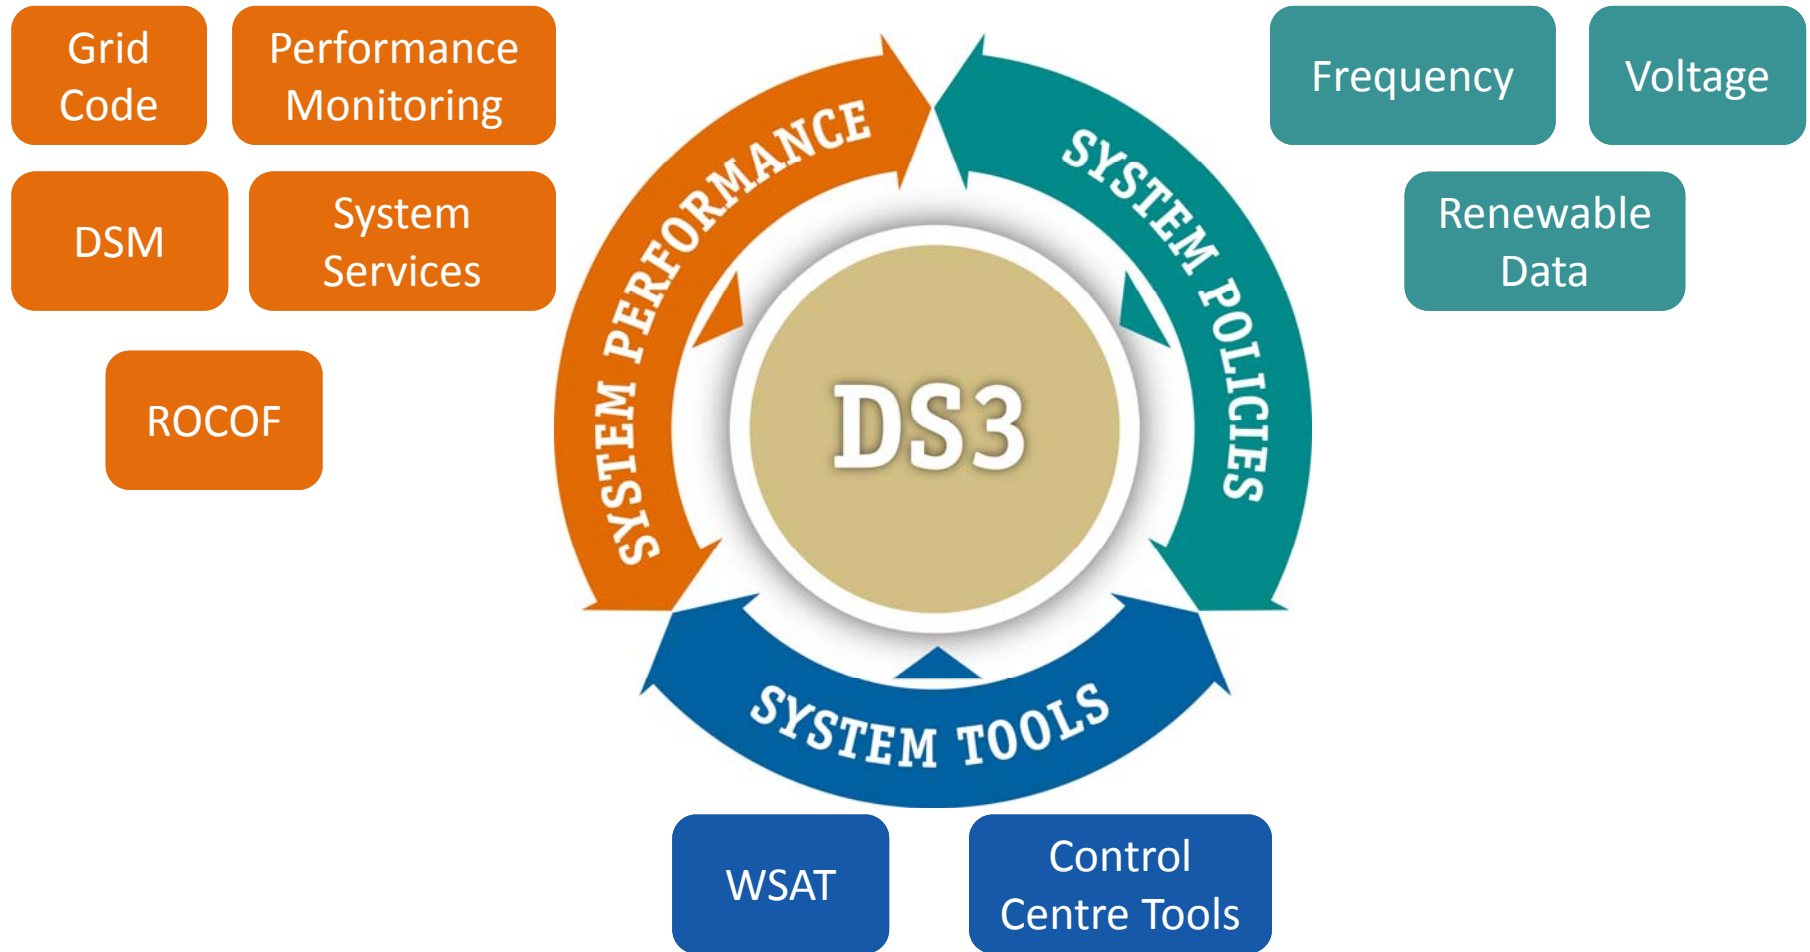 Grid
Code
Performance
Monitoring
DSM
System
Services
ROCOF
SYSTEM PERFORMANCE
SYSTEM POLICIES
DS3
SYSTEM TOOLS
Frequency
Voltage
Renewable
Data
WSAT
Control
Centre Tools